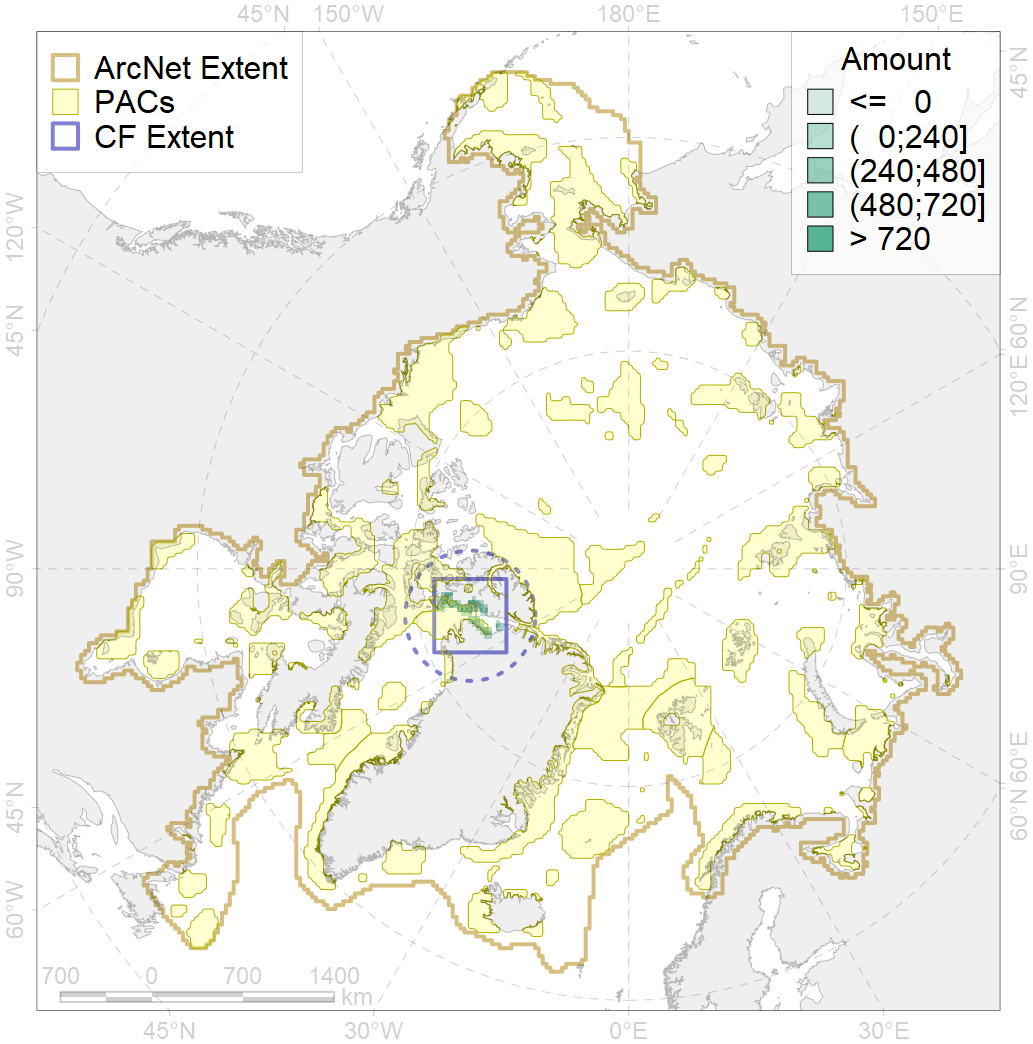 45°N 150°W 180°E 150°E
ArcNet Extent
PACs
CF Extent
Amount
<= 0
( 0;240]
(240;480]
(480;720]
> 720
45°N
120°W
45°N
90°W
45°N
60°W
60°N
120°E
90°E
60°E
60°N
700 0 700 1400
km
45°N 30°W 0°E 30°E